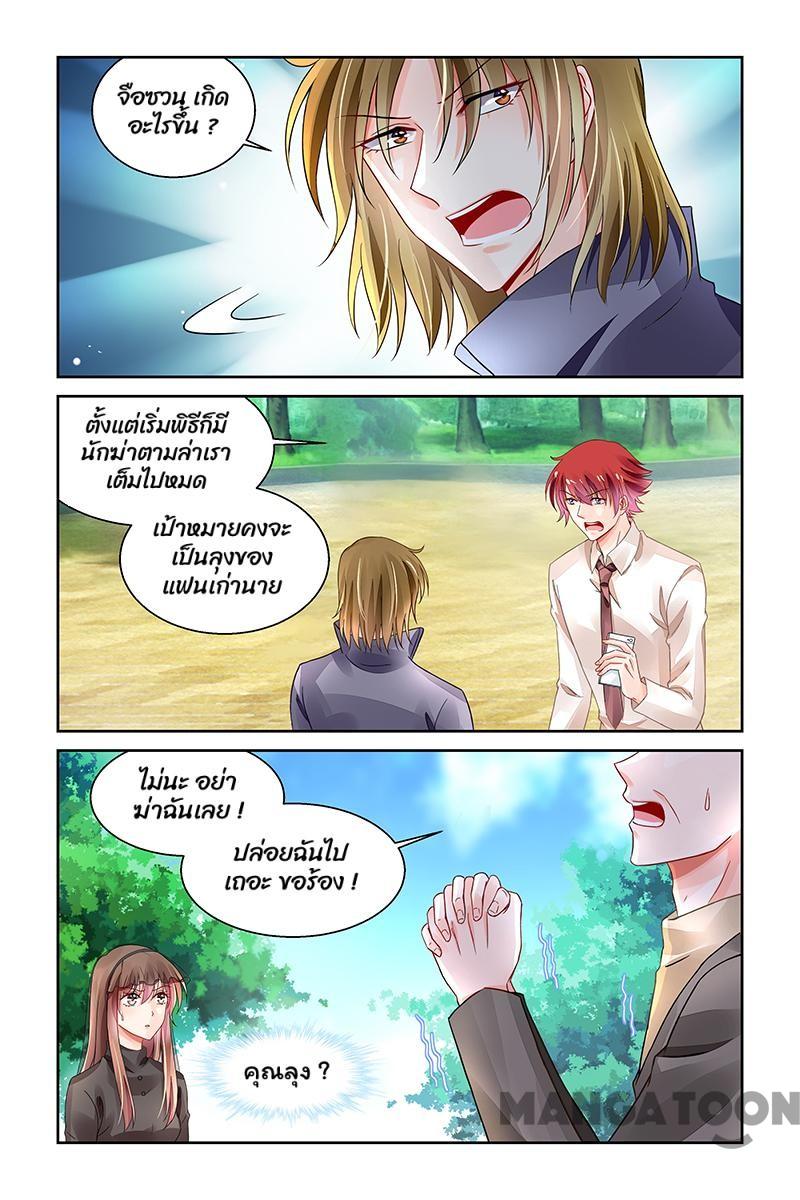 จือซวน เกิด
อะไรขึ้น ?
ตั้งแต่เริ่มพิธีก็มี
นักฆ่าตามล่าเรา
เต็มไปหมด
เป้าหมายคงจะ
เป็นลุงของ
แฟนเก่านาย
ไม่นะ อย่า
ฆ่าฉันเลย !
ปล่อยฉันไป
เถอะ ขอร้อง !
คุณลุง ?
MANGATOON